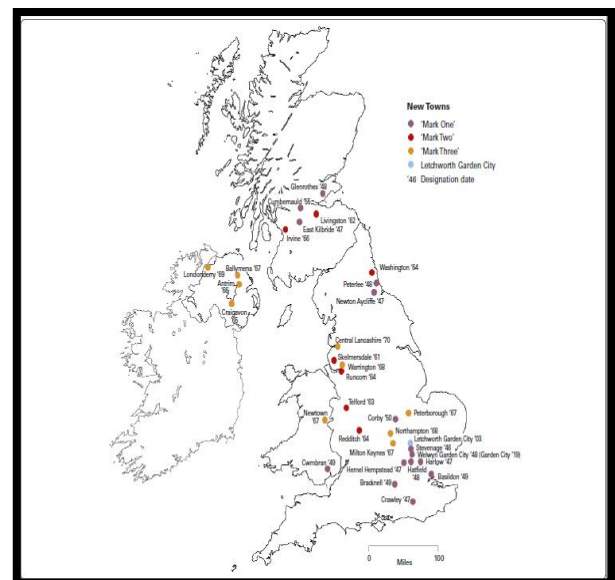 New Towns
'Mark One'
'Mark Two'
'Mark Three'
Letchworth Garden City
'46 Designation date
Glenrothes '48
Cumbernauld '55
Livingston '62
East Kilbride '47
Irvine '66
Londonderry '69
Ballymena '67
Antrim
'66
Craigavon
'65
Washington '64
Peterlee '48
Newton Aycliffe '47
Central Lancashire '70
Skelmersdale '61
Warrington '68
Runcorn '64
Telford '63
Newtown
'67
Corby '50
Peterborough '67
Northampton '68
Redditch '64
Letchworth Garden City '03
Stevenage '46
Milton Keynes '67
Welwyn Garden City '48 (Garden City '19)
Cwmbran '49
Hemel Hempstead '47
Hatfield
'48
Harlow '47
Basildon '49
Bracknell '49
Crawley '47
0 100
Miles